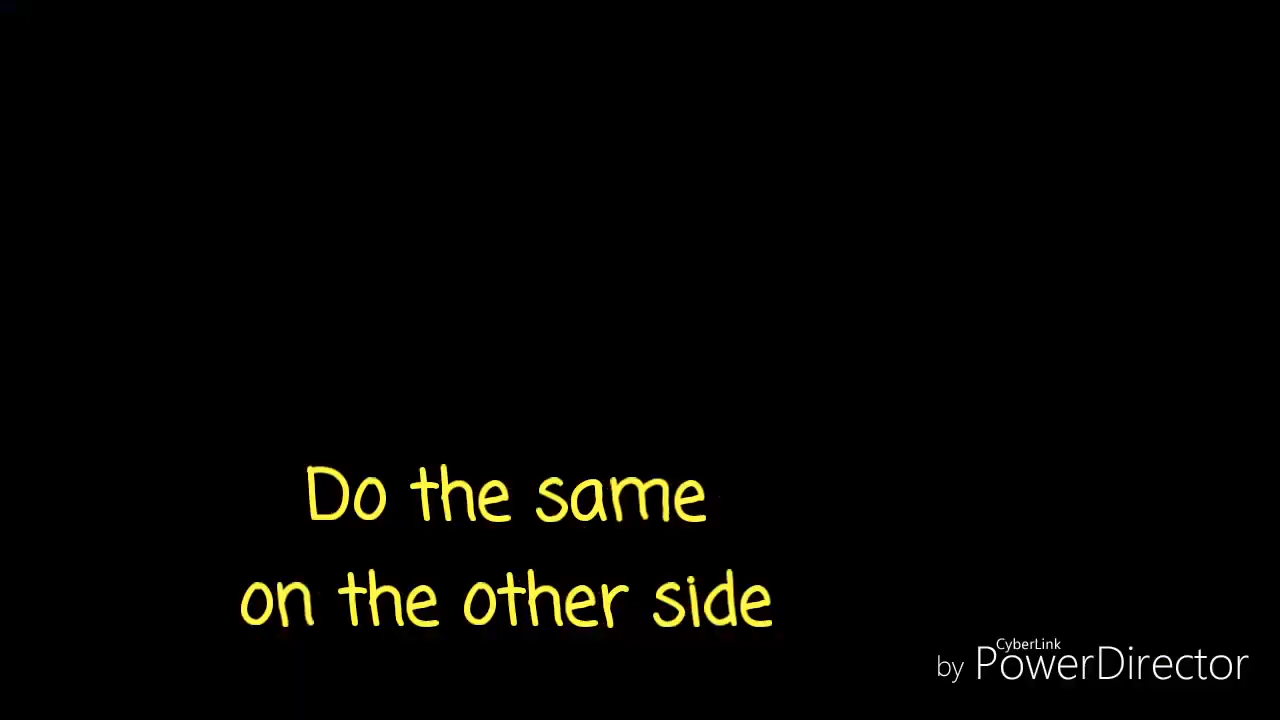 Do the same
on the other side
CyberLink
by PowerDirector